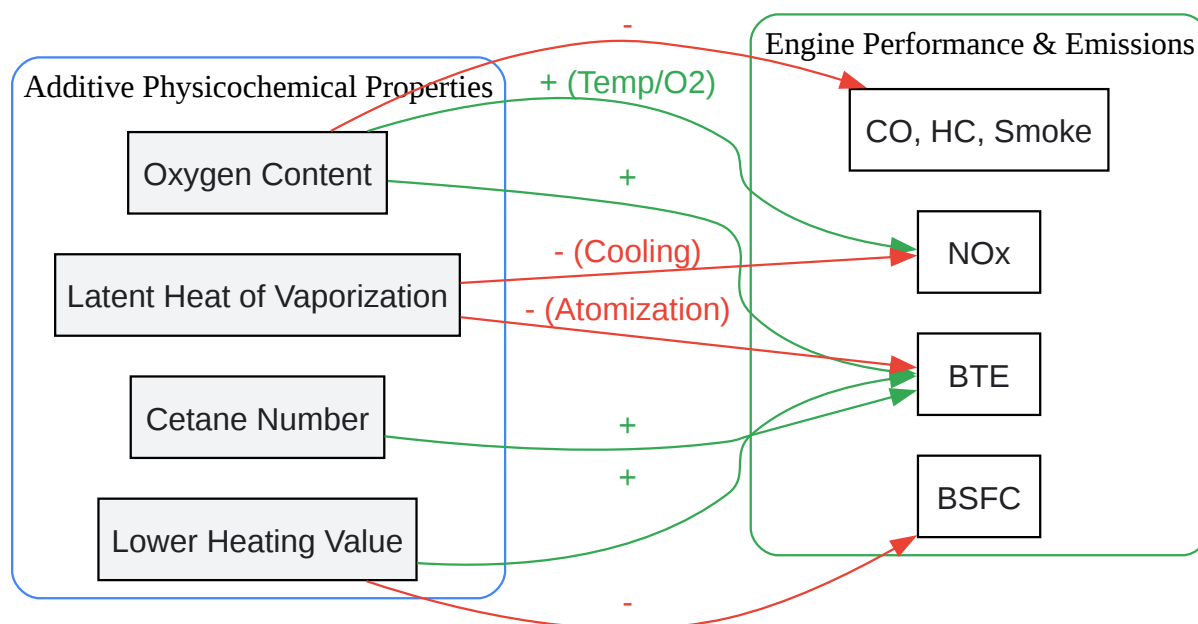 Additive Physicochemical Properties
Oxygen Content
Latent Heat of Vaporization
Cetane Number
Lower Heating Value
-
+ (Temp/O2)
+
- (Cooling)
- (Atomization)
+
+
-
Engine Performance & Emissions
CO, HC, Smoke
NOx
BTE
BSFC